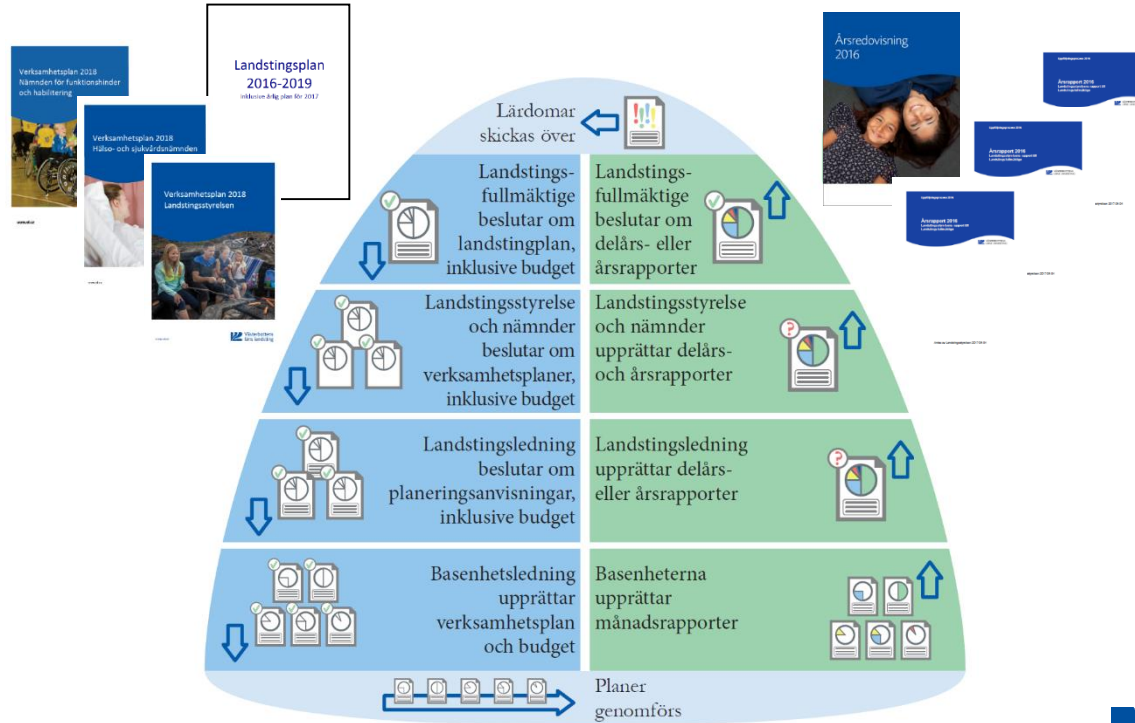 Verksamhetsplan 2018
Nämnden för funktionshinder
och habilitering
Verksamhetsplan 2018
Hälso- och sjukvårdsnämnden
Verksamhetsplan 2018
Landstingsstyrelsen
Västerbottens
läns landsting
Landstingsplan
2016-2019
inklusive årlig plan för 2017
Årsredovisning
2016
Årsrapport 2016
Årsrapport 2016
Årsrapport 2016
Lärdomar
skickas över
Landstings-
fullmäktige
beslutar om
landstingplan,
inklusive budget
Landstings-
fullmäktige
beslutar om
delårs- eller
årsrapporter
Landstingsstyrelse
och nämnder
beslutar om
verksamhetsplaner,
inklusive budget
Landstingsstyrelse
och nämnder
upprättar delårs-
och årsrapporter
Landstingsledning
beslutar om
planeringsanvisningar,
inklusive budget
Landstingsledning
upprättar delårs-
eller årsrapporter
Basenhetsledning
upprättar
verksamhetsplan
och budget
Basenheterna
upprättar
månadsrapporter
Planer
genomförs